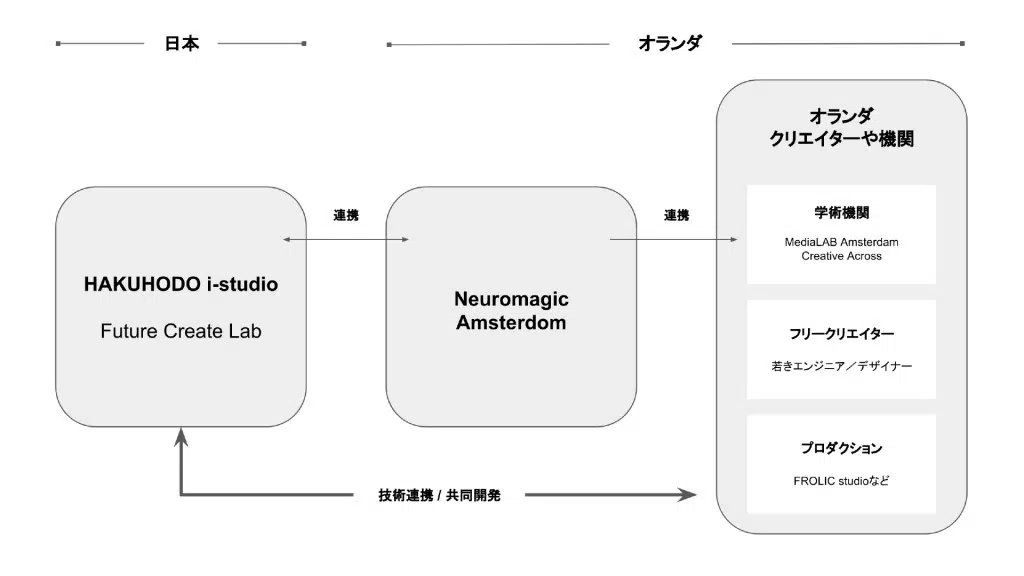 日本
オランダ
オランダ
クリエイターや機関
連携
連携
学術機関
MediaLAB Amsterdam
Creative Across
HAKUHODO i-studio
Future Create Lab
Neuromagic
Amsterdom
フリークリエイター
若きエンジニア／デザイナー
プロダクション
FROLIC studioなど
技術連携 / 共同開発